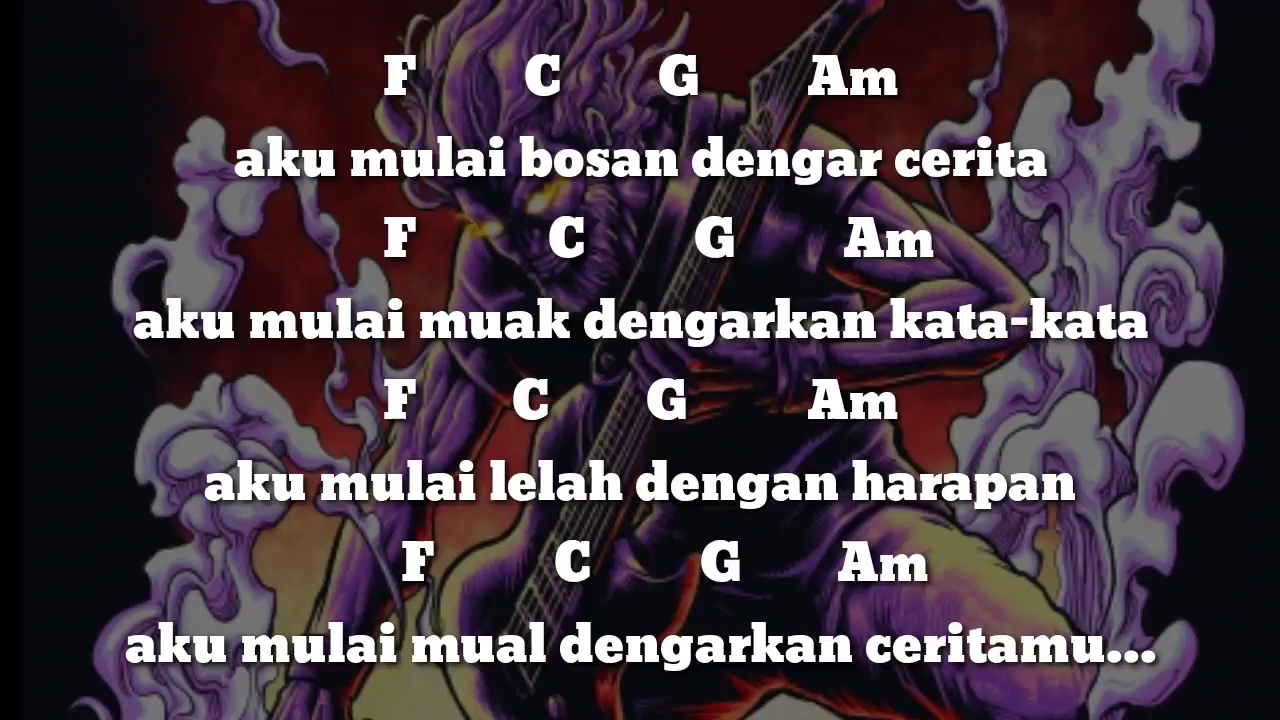 F C G Am
aku mulai bosan dengar cerita
F C G Am
aku mulai muak dengarkan kata-kata
F C G Am
aku mulai lelah dengan harapan
F C G Am
aku mulai mual dengarkan ceritamu...